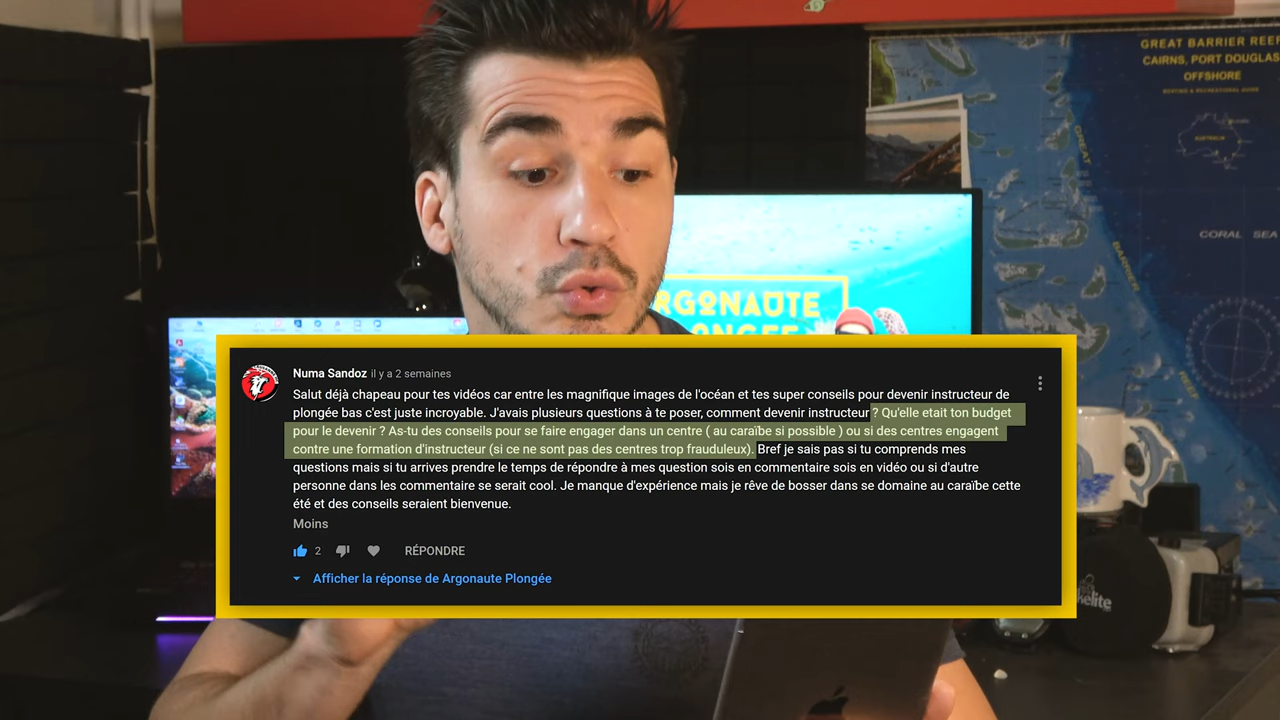 GREAT BARRIER REEF
CAIRNS, PORT DOUGLAS
OFFSHORE
AUSTRALIA
GREAT
BARRIER
REEF
CORAL SEA
RGONAUTE
ONGEE
Numa Sandoz il y a 2 semaines
Salut déjà chapeau pour tes vidéos car entre les magnifique images de l'océan et tes super conseils pour devenir instructeur de
plongée bas c'est juste incroyable. J'avais plusieurs questions à te poser, comment devenir instructeur ? Qu'elle etait ton budget
pour le devenir ? As-tu des conseils pour se faire engager dans un centre ( au caraïbe si possible ) ou si des centres engagent
contre une formation d'instructeur (si ce ne sont pas des centres trop frauduleux). Bref je sais pas si tu comprends mes
questions mais si tu arrives prendre le temps de répondre à mes question sois en commentaire sois en vidéo ou si d'autre
personne dans les commentaire se serait cool. Je manque d'expérience mais je rêve de bosser dans se domaine au caraïbe cette
été et des conseils seraient bienvenue.
Moins
2 RÉPONDRE
Afficher la réponse de Argonaute Plongée
kelite